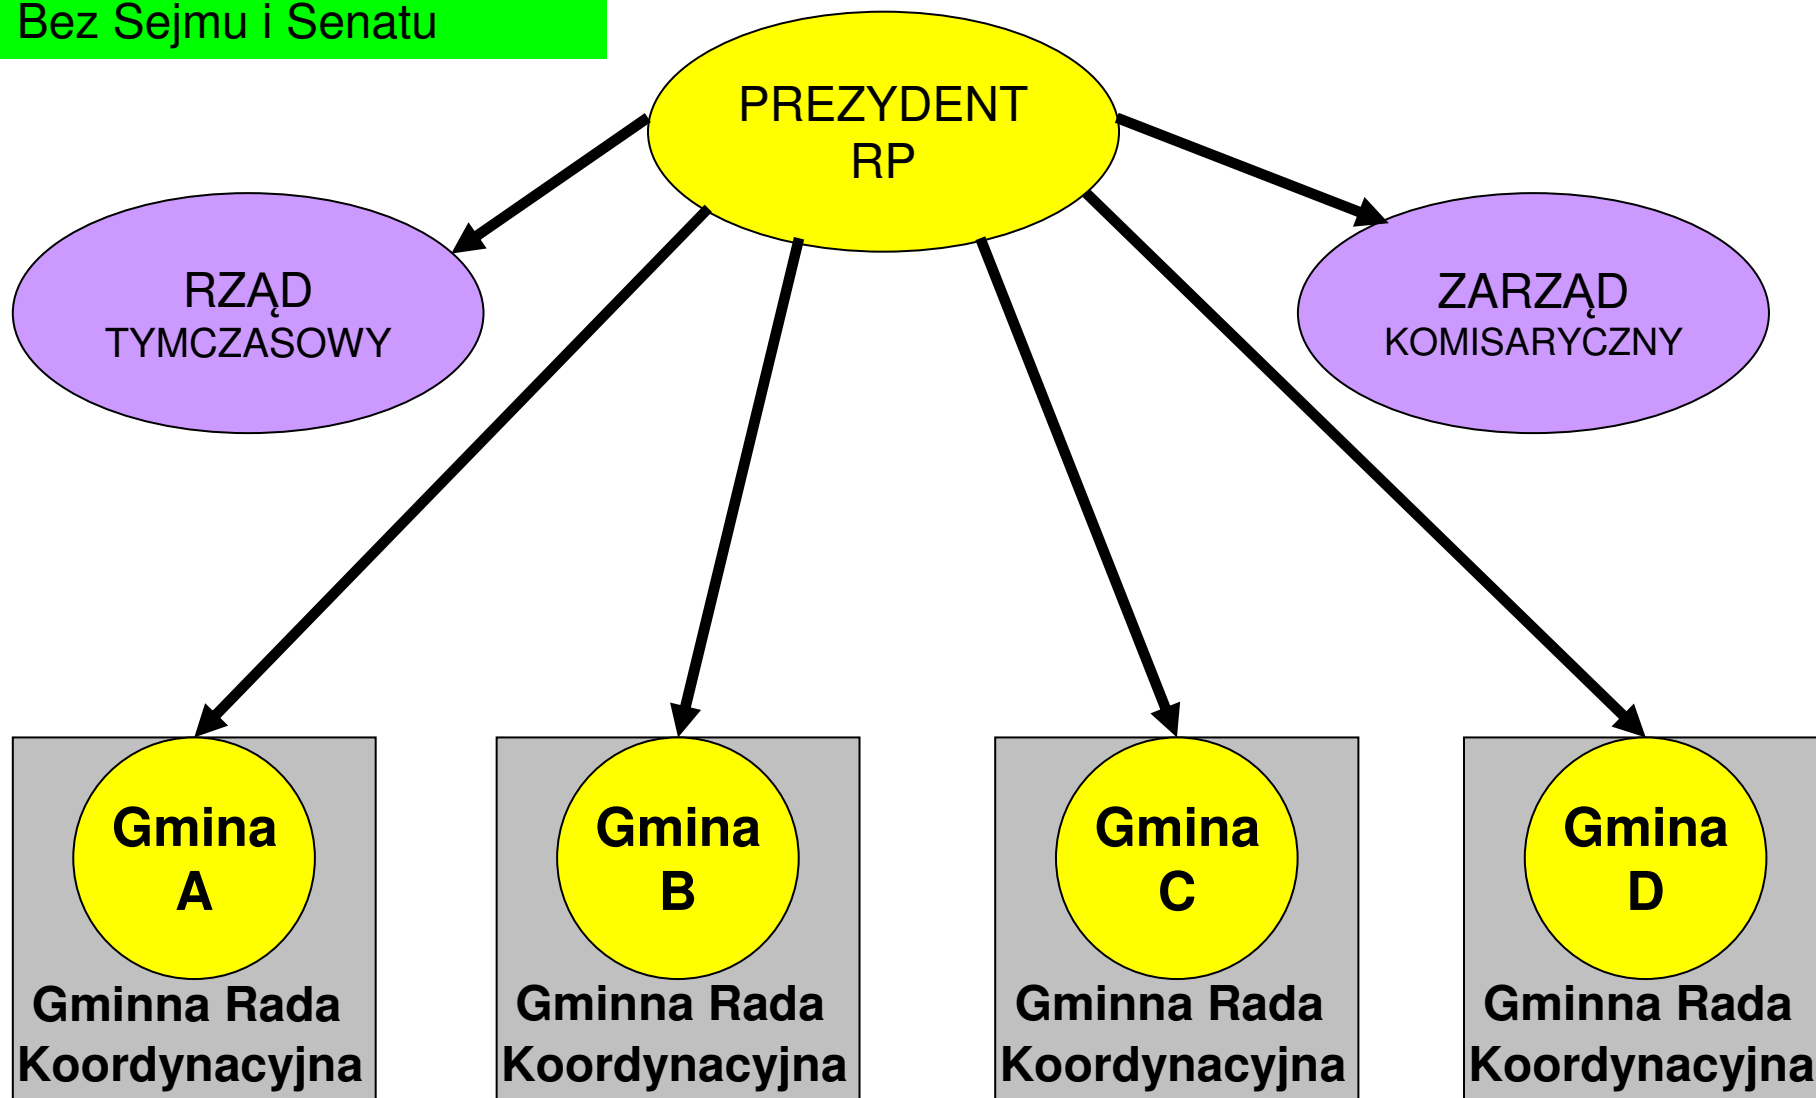 Bez Sejmu i Senatu
PREZYDENT
RP
RZĄD
TYMCZASOWY
ZARZĄD
KOMISARYCZNY
Gmina
A
Gminna Rada
Koordynacyjna
Gmina
B
Gminna Rada
Koordynacyjna
Gmina
C
Gminna Rada
Koordynacyjna
Gmina
D
Gminna Rada
Koordynacyjna